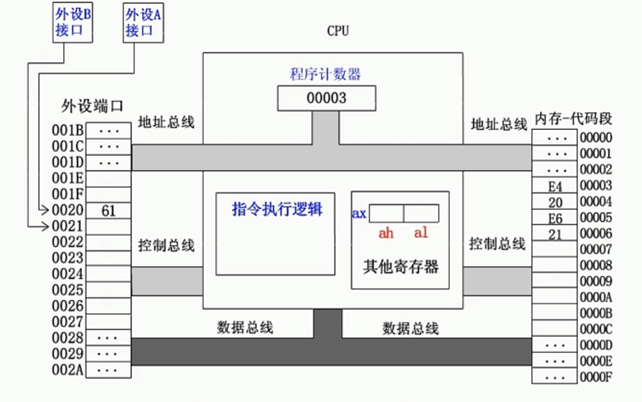 外设B
接口
外设A
接口
CPU
程序计数器
00003
外设端口
地址总线
地址总线
内存-代码段
001B ...
001C ...
001D ...
001E
001F
0020 61
0021
0022
0023
0024
0025
0026
0027
0028 ...
0029 ...
002A ...
指令执行逻辑
ax
ah al
其他寄存器
控制总线
控制总线
数据总线
数据总线
... 00000
... 00001
... 00002
E4 00003
20 00004
E6 00005
21 00006
00007
00008
00009
0000A
0000B
0000C
... 0000D
... 0000E
... 0000F